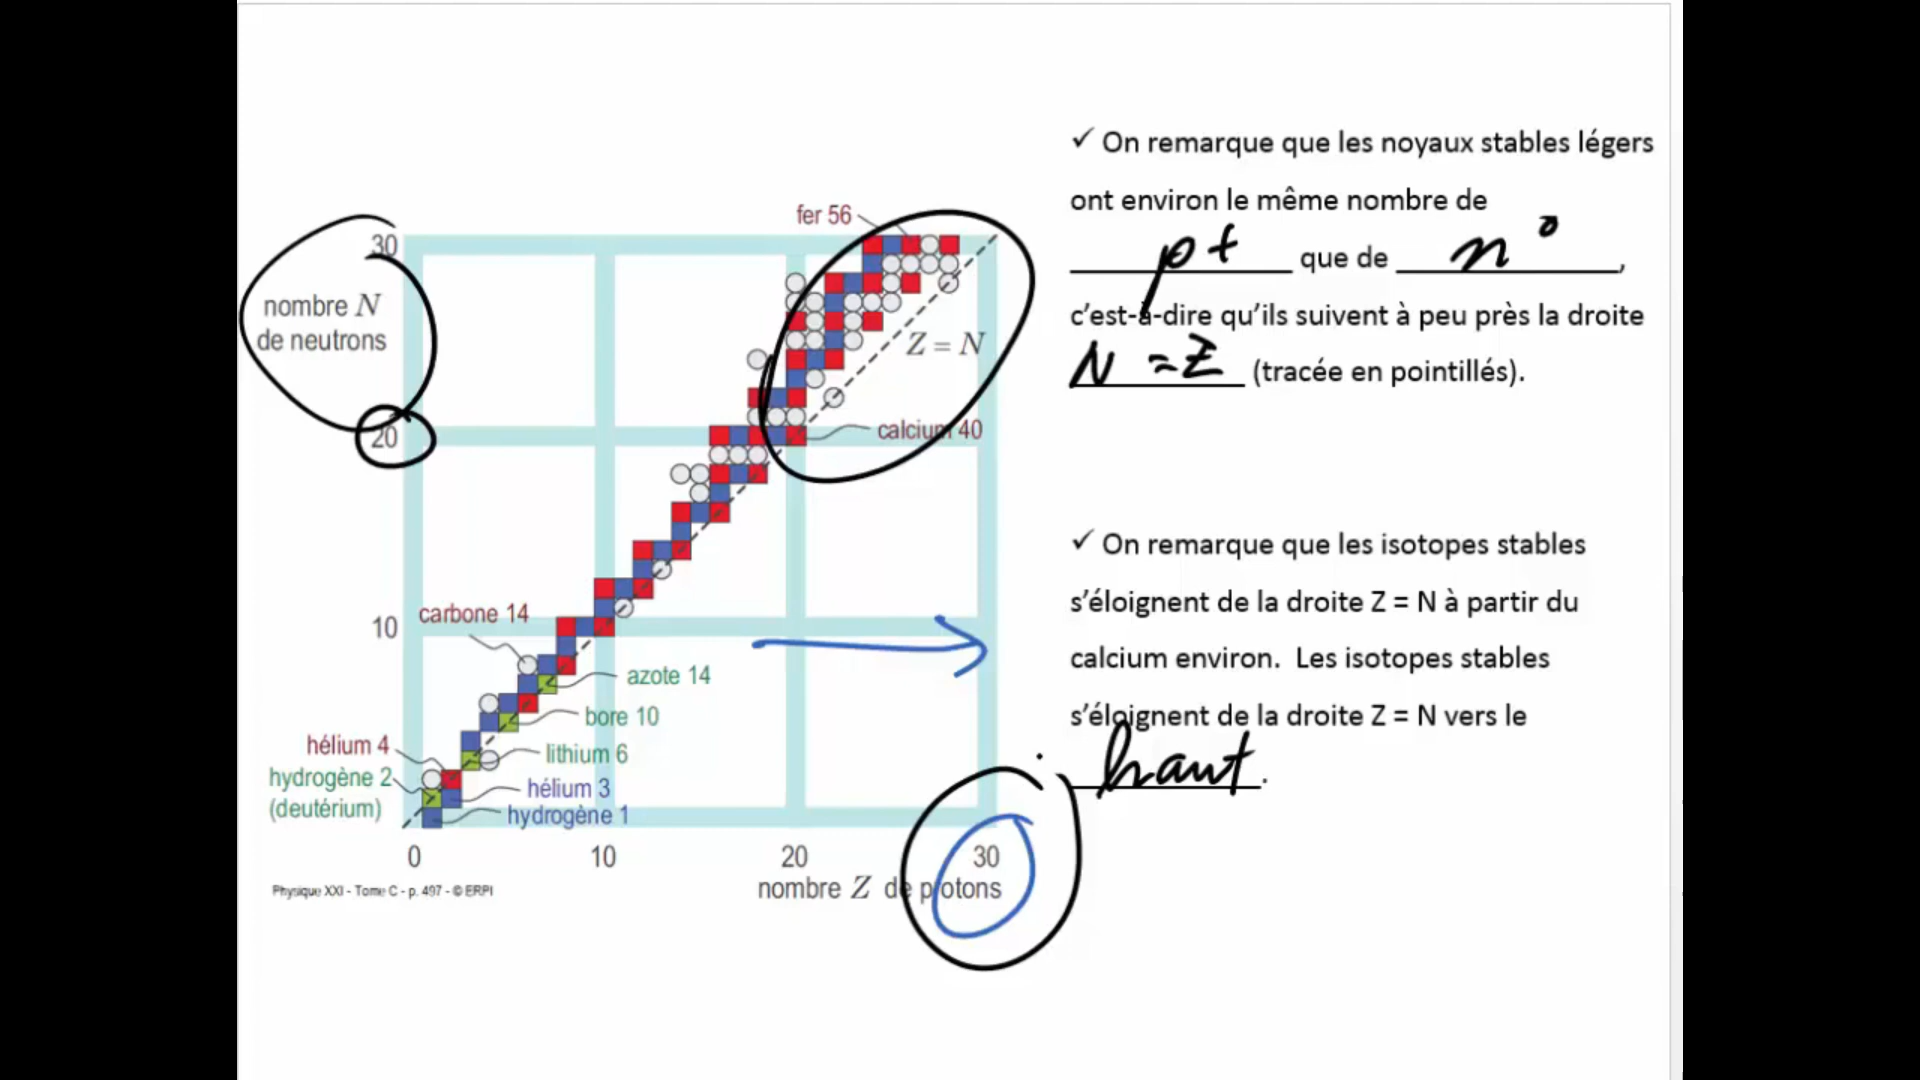 fer 56
30
nombre N
de neutrons
Z = N
20
calcium 40
carbone 14
10
azote 14
bore 10
hélium 4
lithium 6
hydrogène 2
(deutérium)
hélium 3
hydrogène 1
0 10 20 30
nombre Z de protons
Physique XXI - Tome C - p. 497 - © ERPI
✓ On remarque que les noyaux stables légers
ont environ le même nombre de
p+ que de n°,
c'est-à-dire qu'ils suivent à peu près la droite
N = Z (tracée en pointillés).
✓ On remarque que les isotopes stables
s'éloignent de la droite Z = N à partir du
calcium environ. Les isotopes stables
s'éloignent de la droite Z = N vers le
haut.